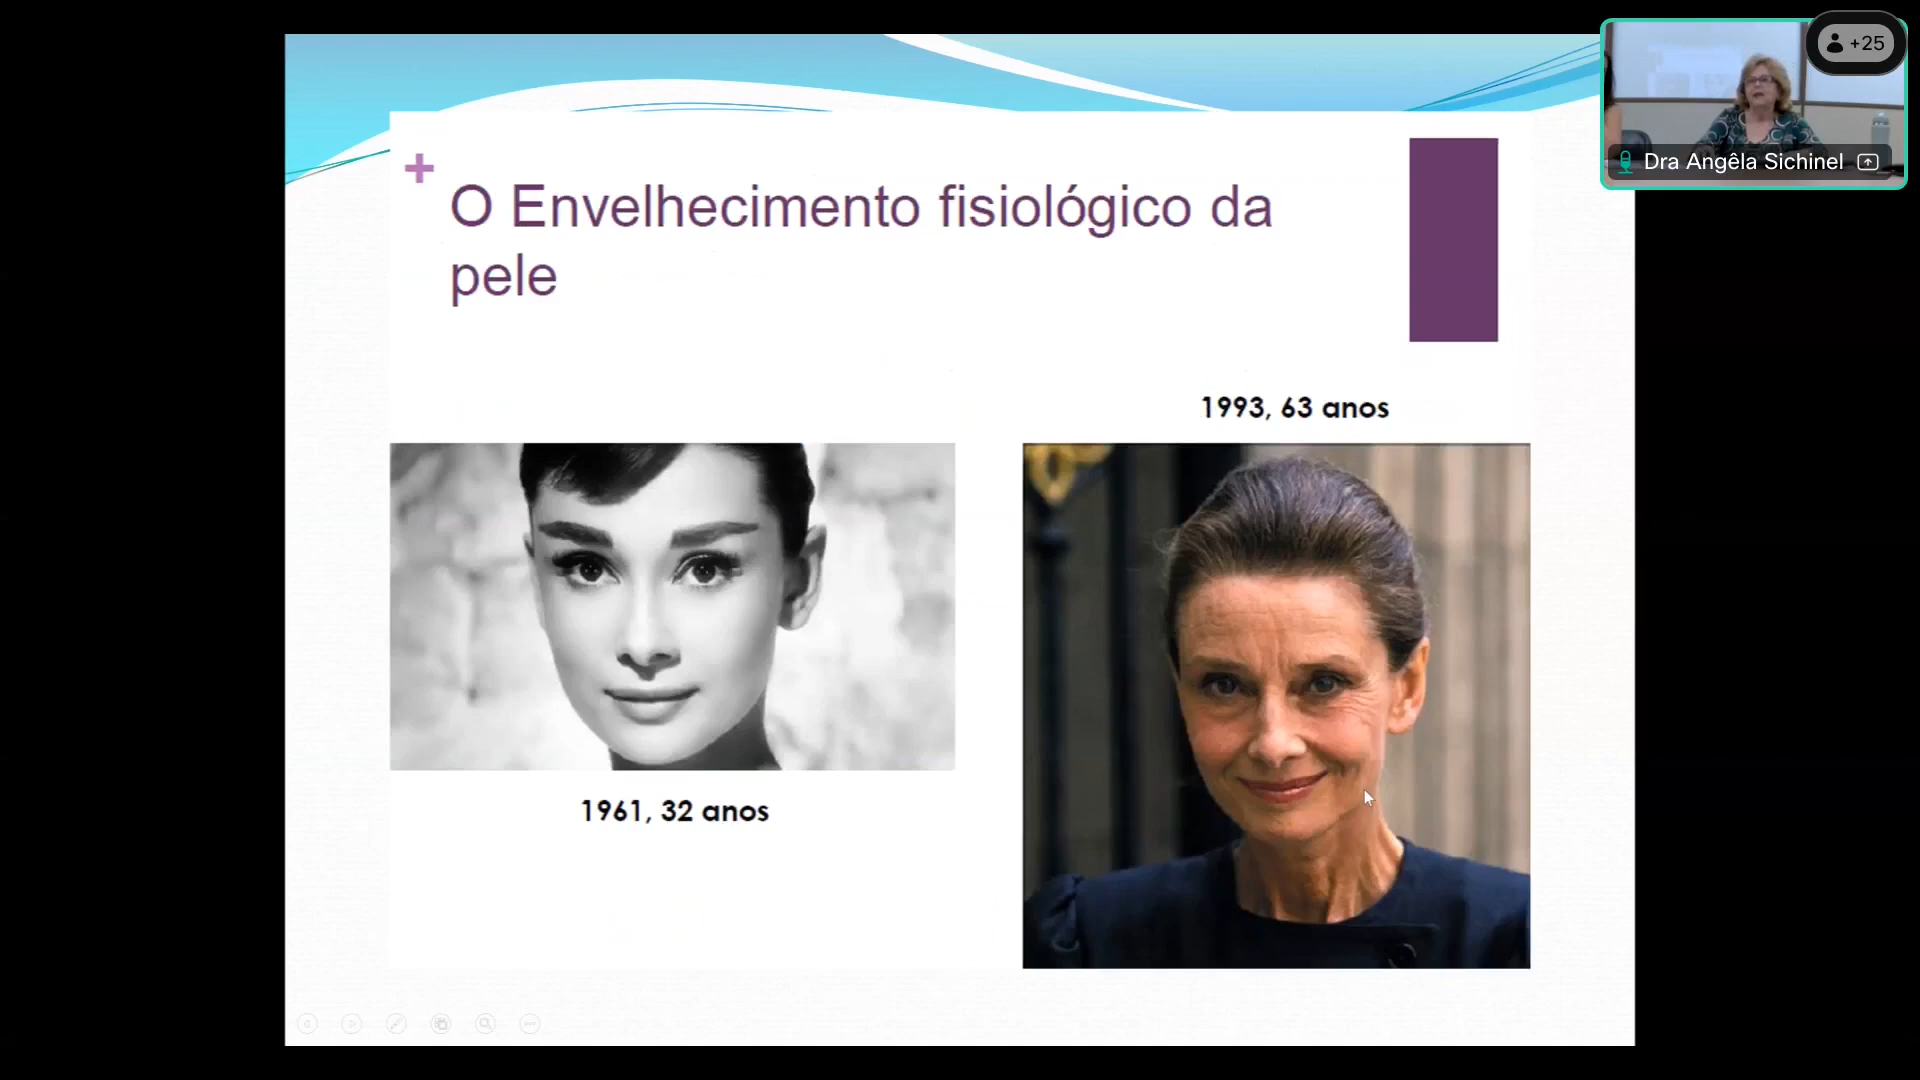 +25
Dra Angêla Sichinel
+
O Envelhecimento fisiológico da
pele
1993, 63 anos
1961, 32 anos